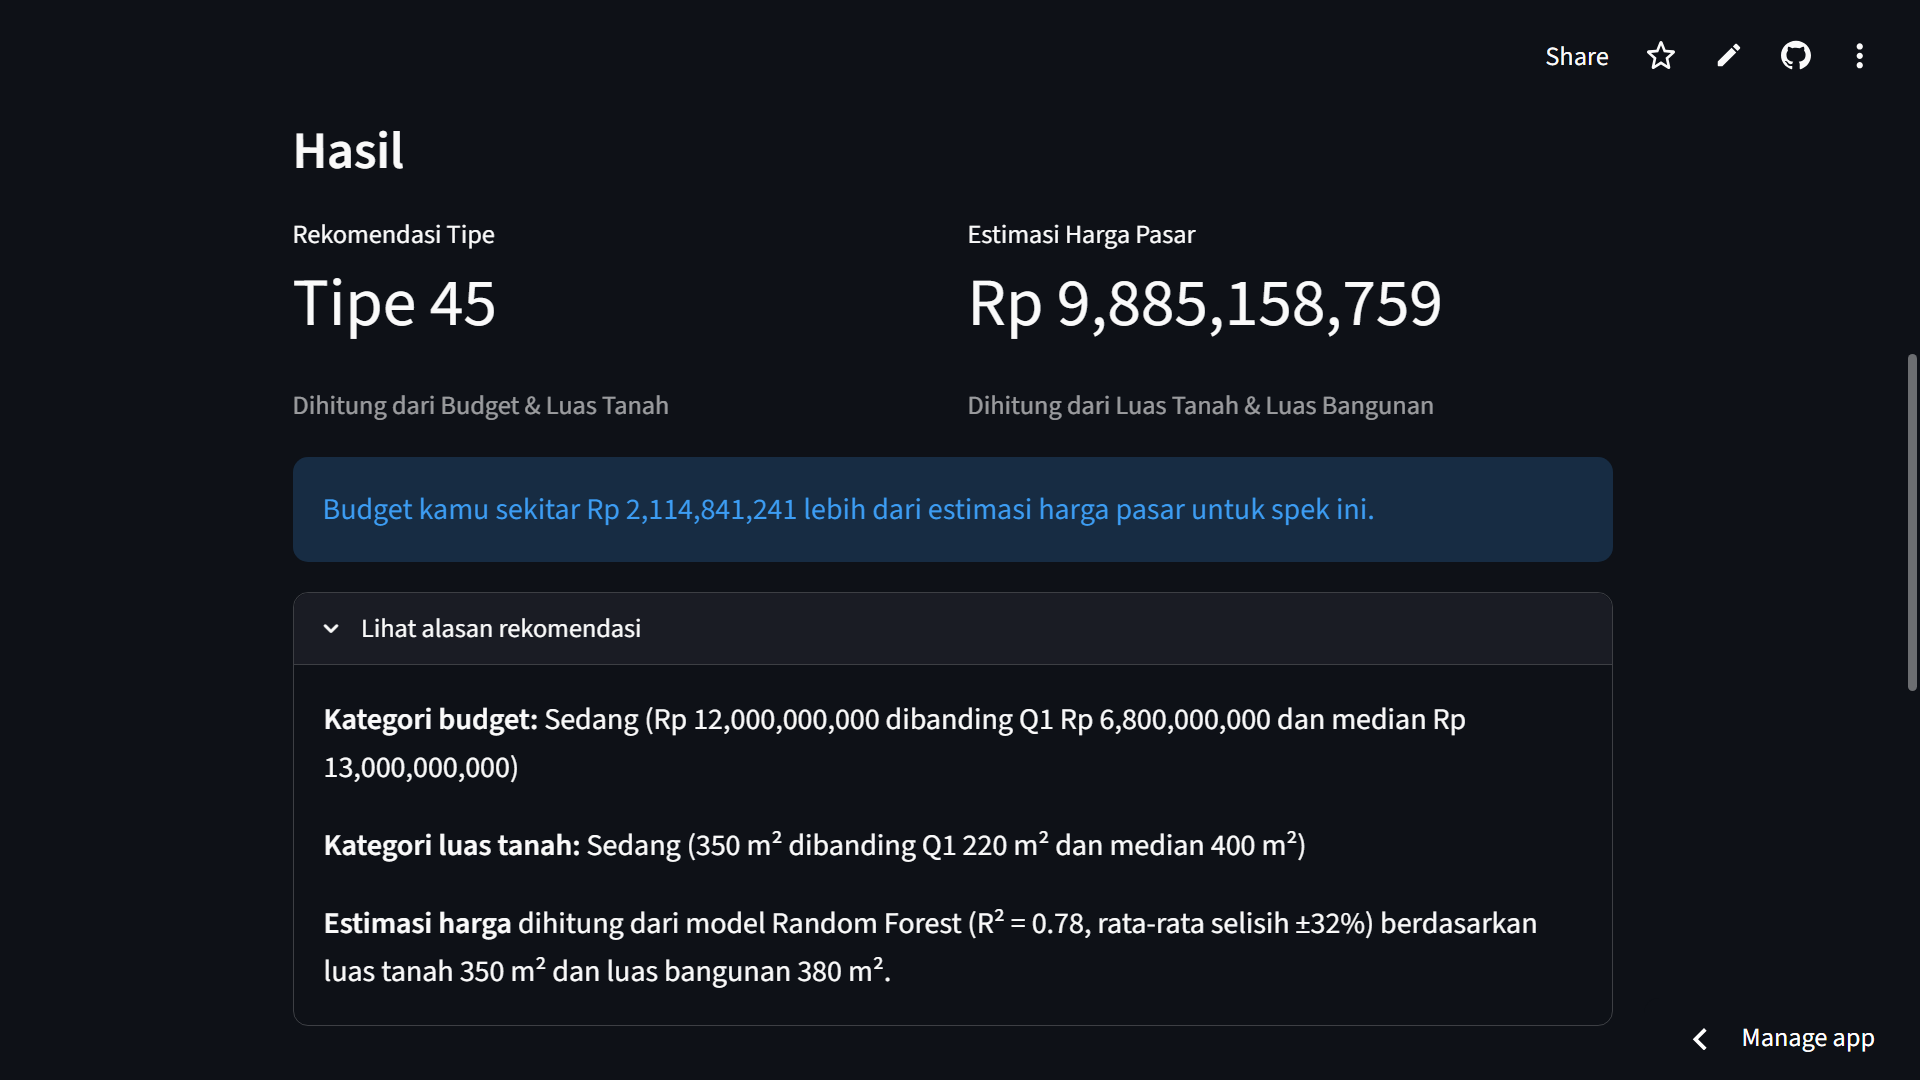 Share
Hasil
Rekomendasi Tipe
Tipe 45
Dihitung dari Budget & Luas Tanah
Estimasi Harga Pasar
Rp 9,885,158,759
Dihitung dari Luas Tanah & Luas Bangunan
Budget kamu sekitar Rp 2,114,841,241 lebih dari estimasi harga pasar untuk spek ini.
Lihat alasan rekomendasi
Kategori budget: Sedang (Rp 12,000,000,000 dibanding Q1 Rp 6,800,000,000 dan median Rp
13,000,000,000)
Kategori luas tanah: Sedang (350 m² dibanding Q1 220 m² dan median 400 m²)
Estimasi harga dihitung dari model Random Forest (R² = 0.78, rata-rata selisih ±32%) berdasarkan
luas tanah 350 m² dan luas bangunan 380 m².
Manage app